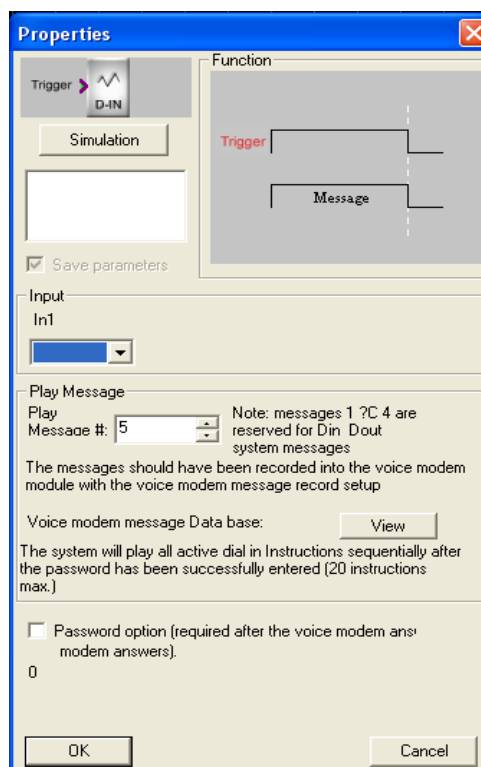 Properties
Function
Trigger
D-IN
Simulation
Trigger
Message
Save parameters
Input
In1
Play Message
Play
Message #:
5
Note: messages 1 ?C 4 are
reserved for Din Dout
system messages
The messages should have been recorded into the voice modem
module with the voice modem message record setup
Voice modem message Data base:
View
The system will play all active dial in Instructions sequentially after
the password has been successfully entered (20 instructions
max.)
Password option (required after the voice modem ans
modem answers).
0
OK
Cancel